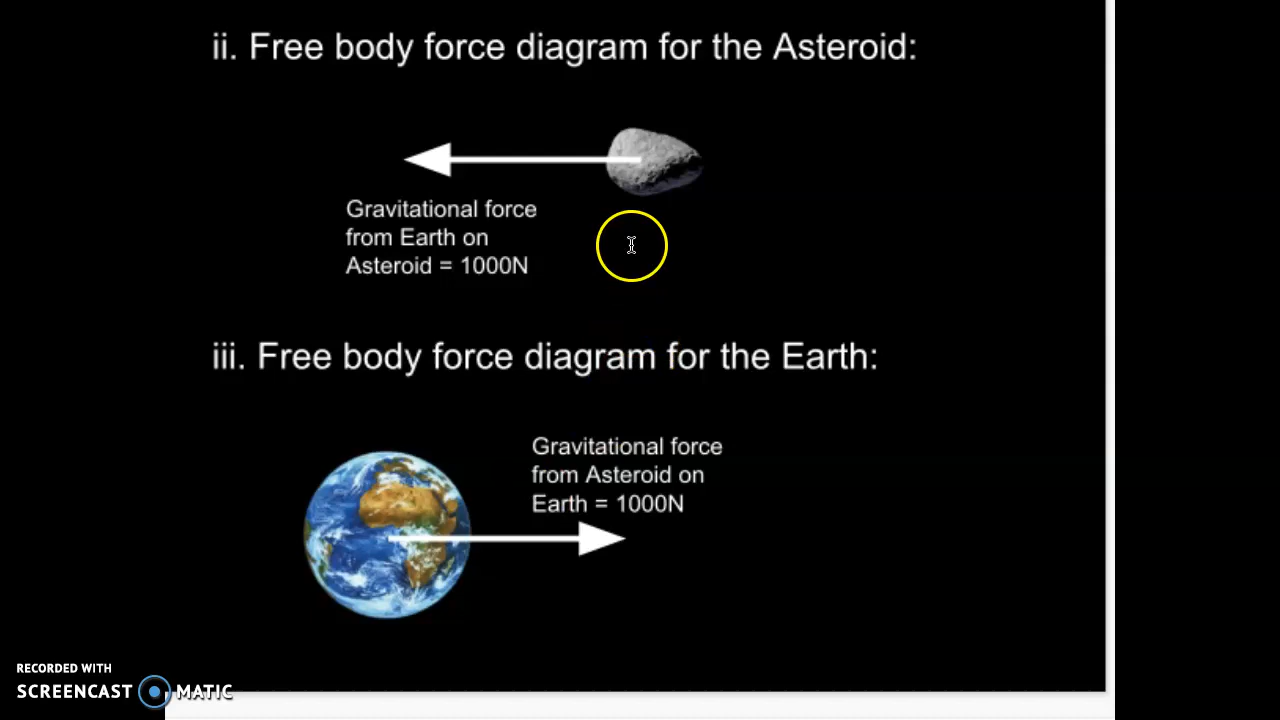 ii. Free body force diagram for the Asteroid:
Gravitational force
from Earth on
Asteroid = 1000N
iii. Free body force diagram for the Earth:
Gravitational force
from Asteroid on
Earth = 1000N
RECORDED WITH
SCREENCAST MATIC